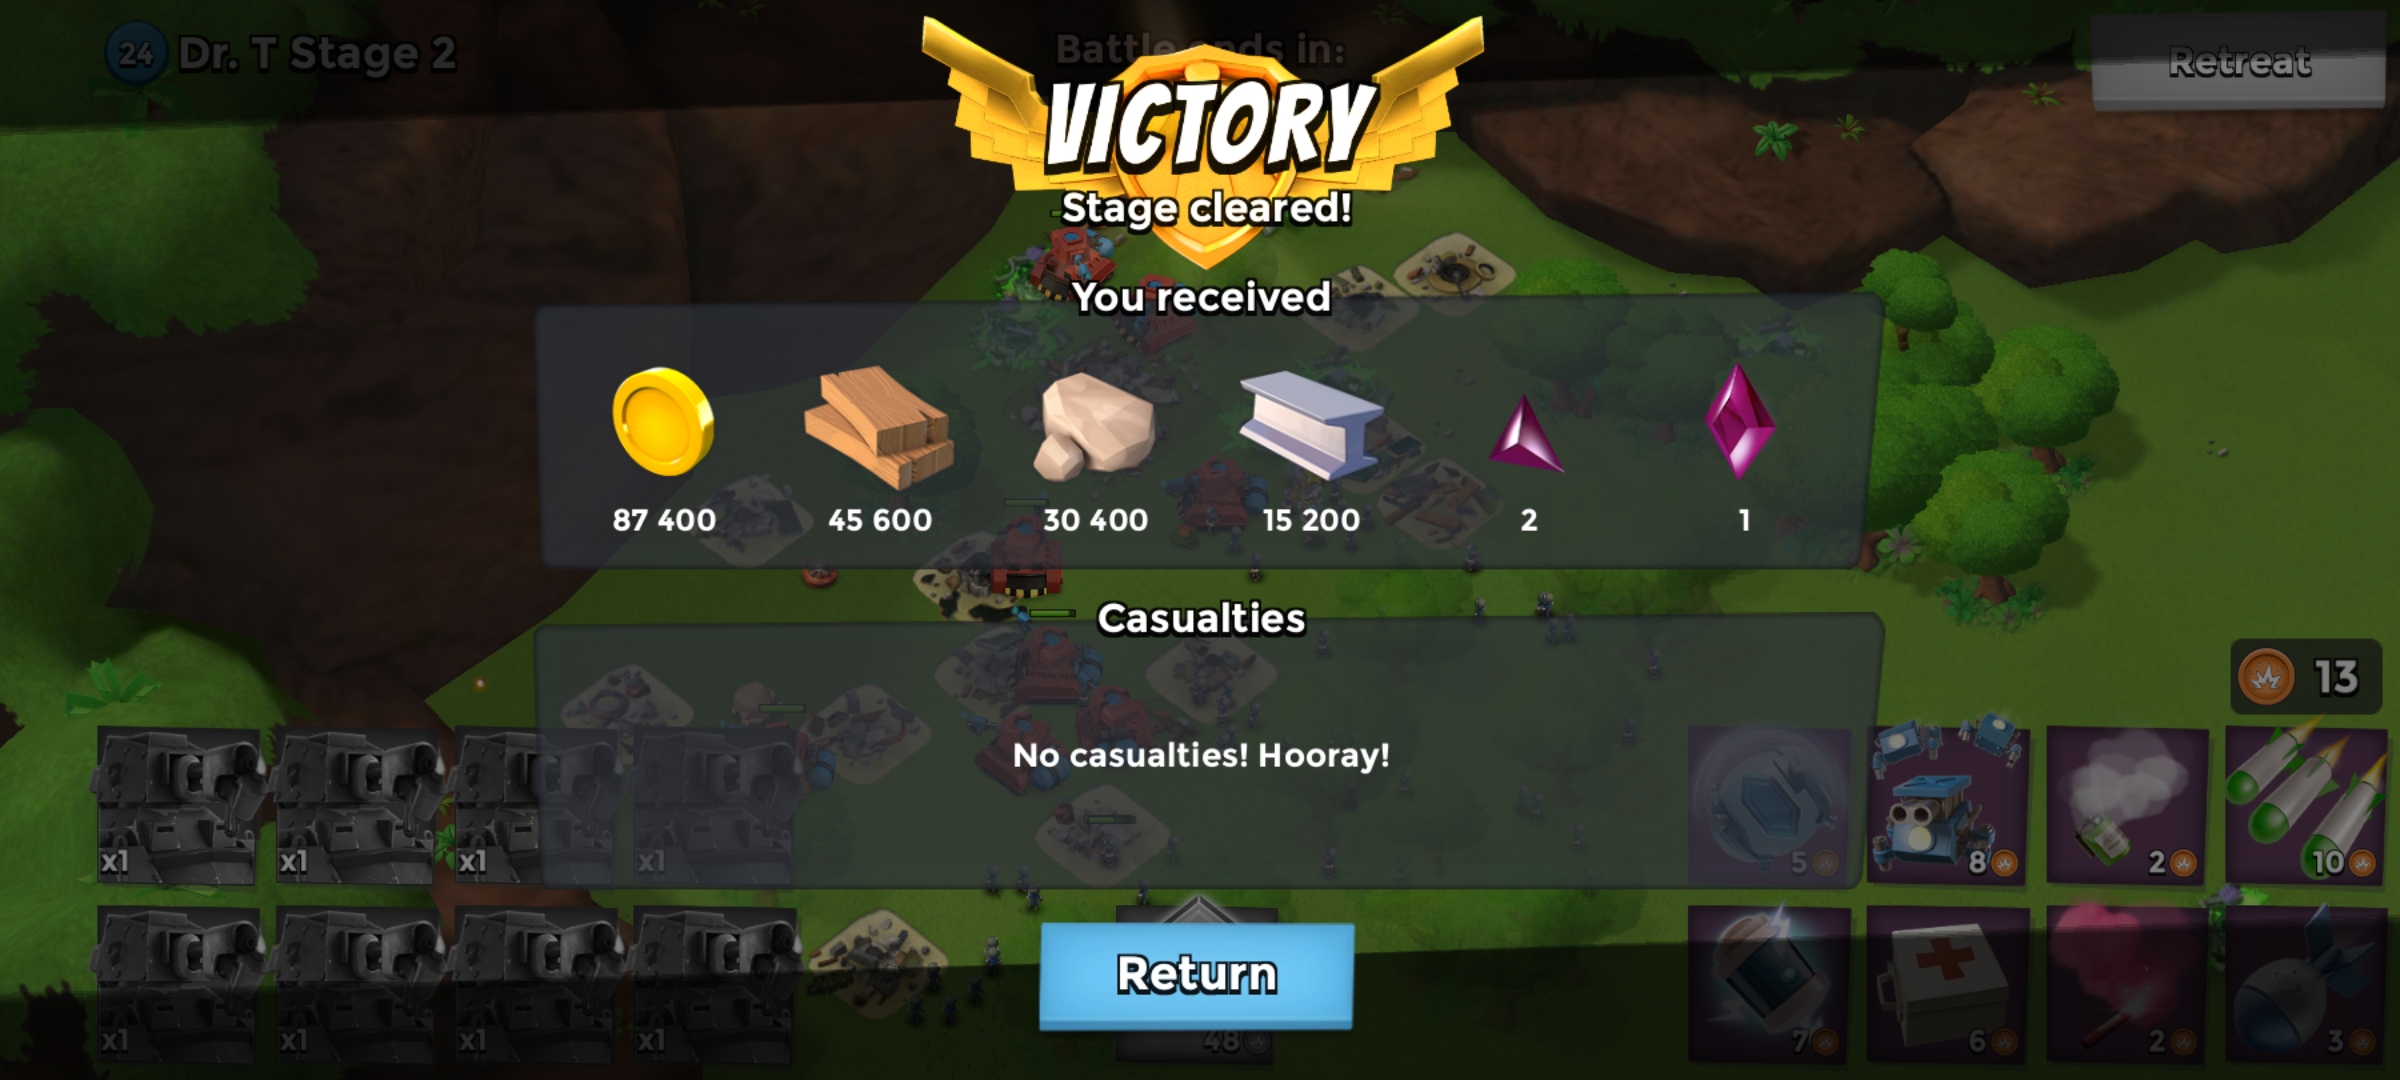 24 Dr. T Stage 2
Battle ends in:
Retreat
VICTORY
Stage cleared!
You received
87 400 45 600 30 400 15 200 2 1
Casualties
No casualties! Hooray!
13
x1 x1 x1 x1
5 8 2 10
Return
x1 x1 x1 x1
48
7 6 2 3